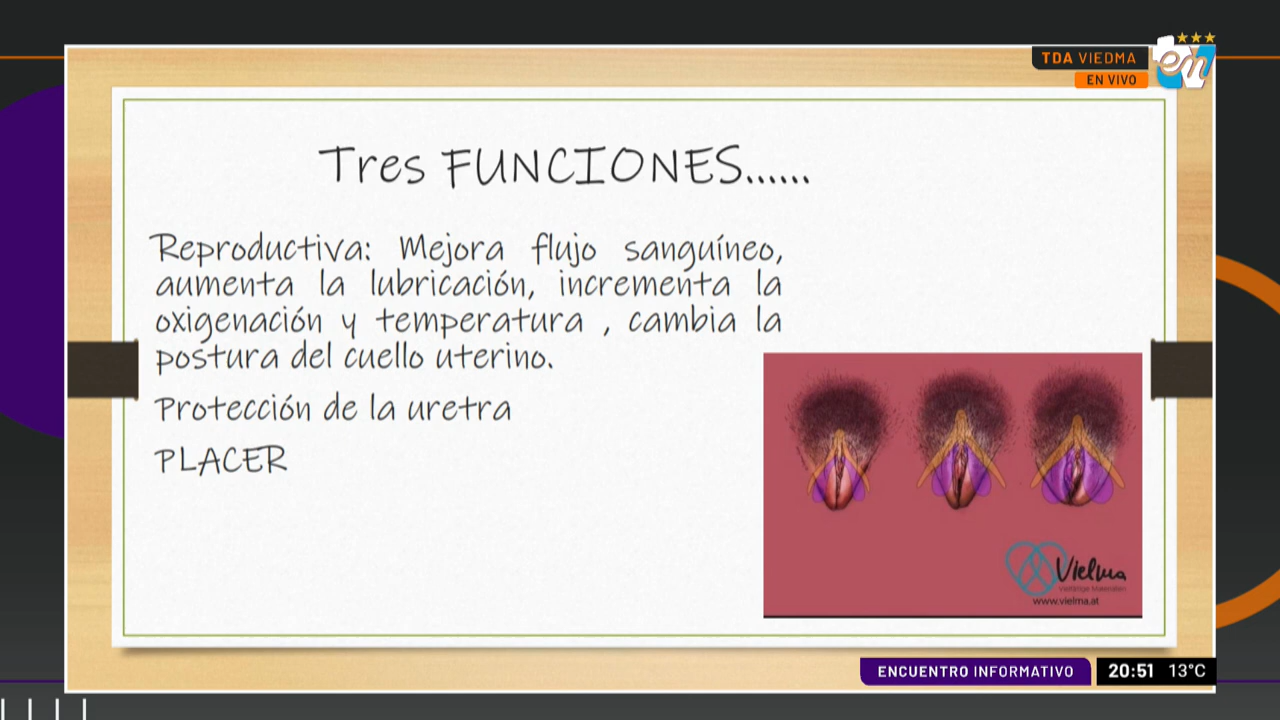 TDA VIEDMA
EN VIVO
em
Tres FUNCIONES......
Reproductiva: Mejora flujo sanguíneo,
aumenta la lubricación, incrementa la
oxigenación y temperatura , cambia la
postura del cuello uterino.
Protección de la uretra
PLACER
Vielma
www.vielma.at
ENCUENTRO INFORMATIVO
20:51 13°C